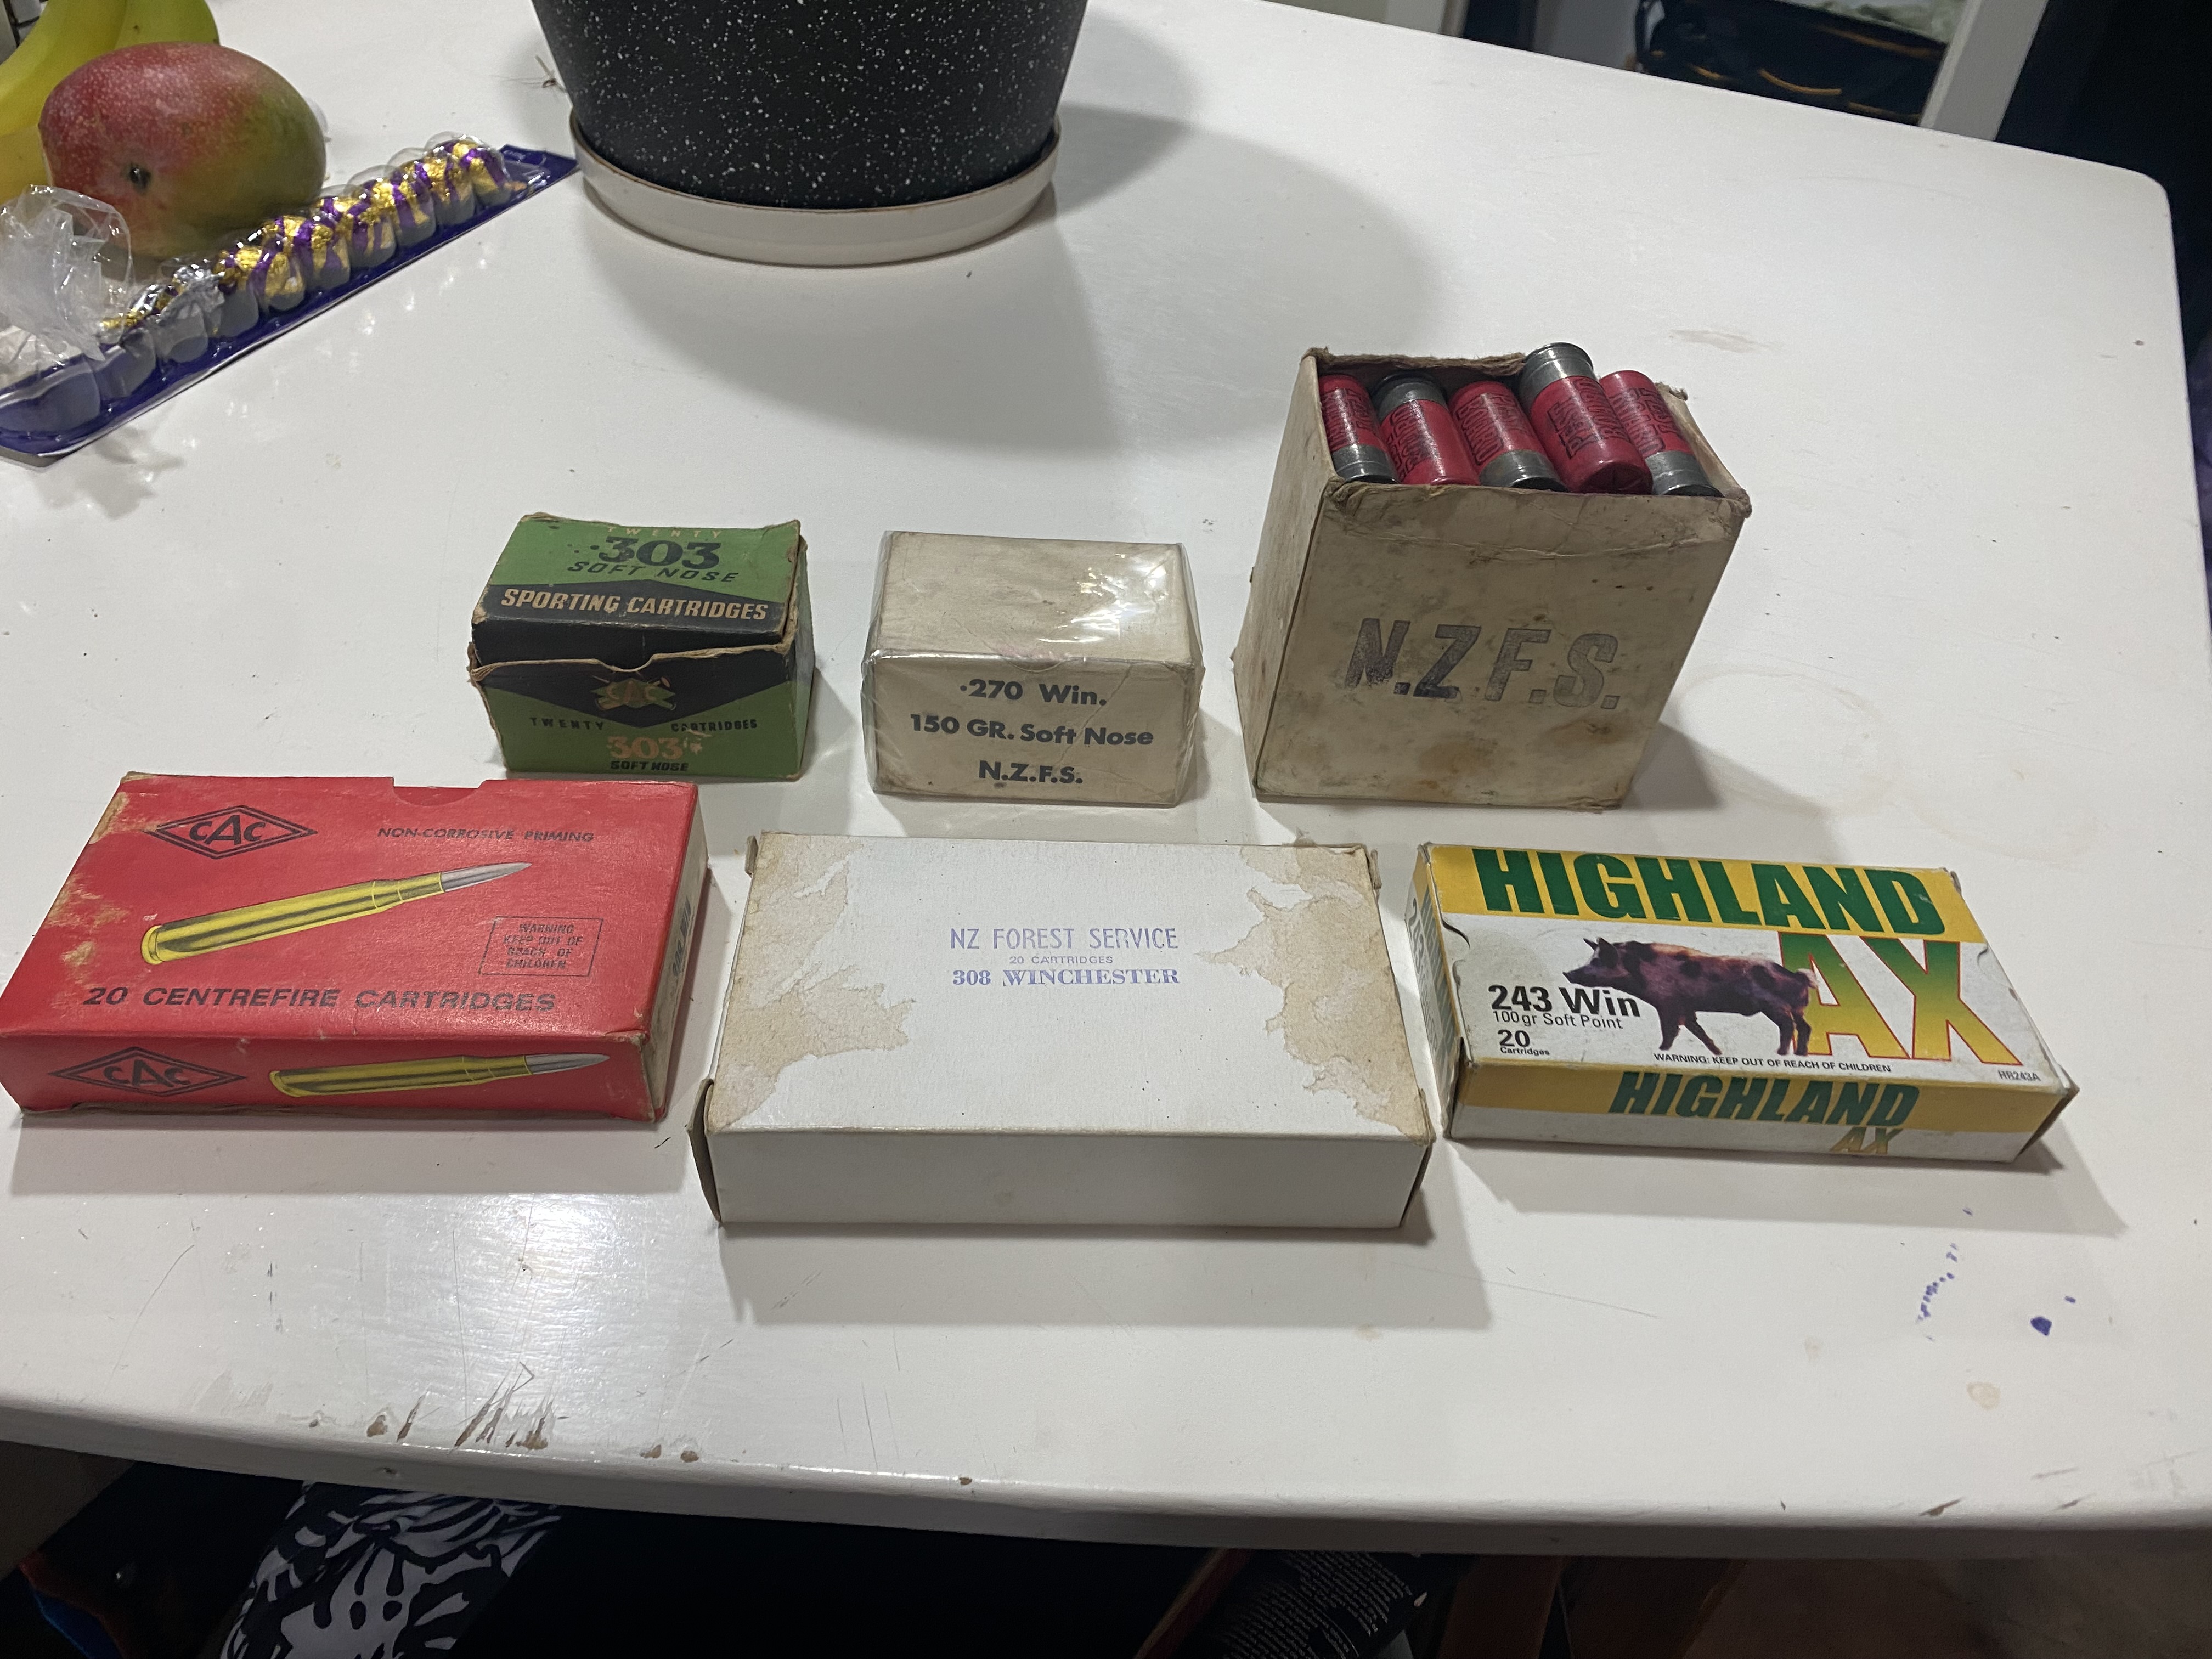 TWENTY
.303
SOFT NOSE
SPORTING CARTRIDGES
CAC
TWENTY CARTRIDGES
303
SOFT NOSE
.270 Win.
150 GR. Soft Nose
N.Z.F.S.
N.Z.F.S.
CAC
NON-CORROSIVE PRIMING
WARNING
KEEP OUT OF
REACH OF
CHILDREN
20 CENTREFIRE CARTRIDGES
CAC
NZ FOREST SERVICE
20 CARTRIDGES
308 WINCHESTER
HIGHLAND
AX
243 Win
100gr Soft Point
20
Cartridges
WARNING: KEEP OUT OF REACH OF CHILDREN
RR243A
HIGHLAND
AX